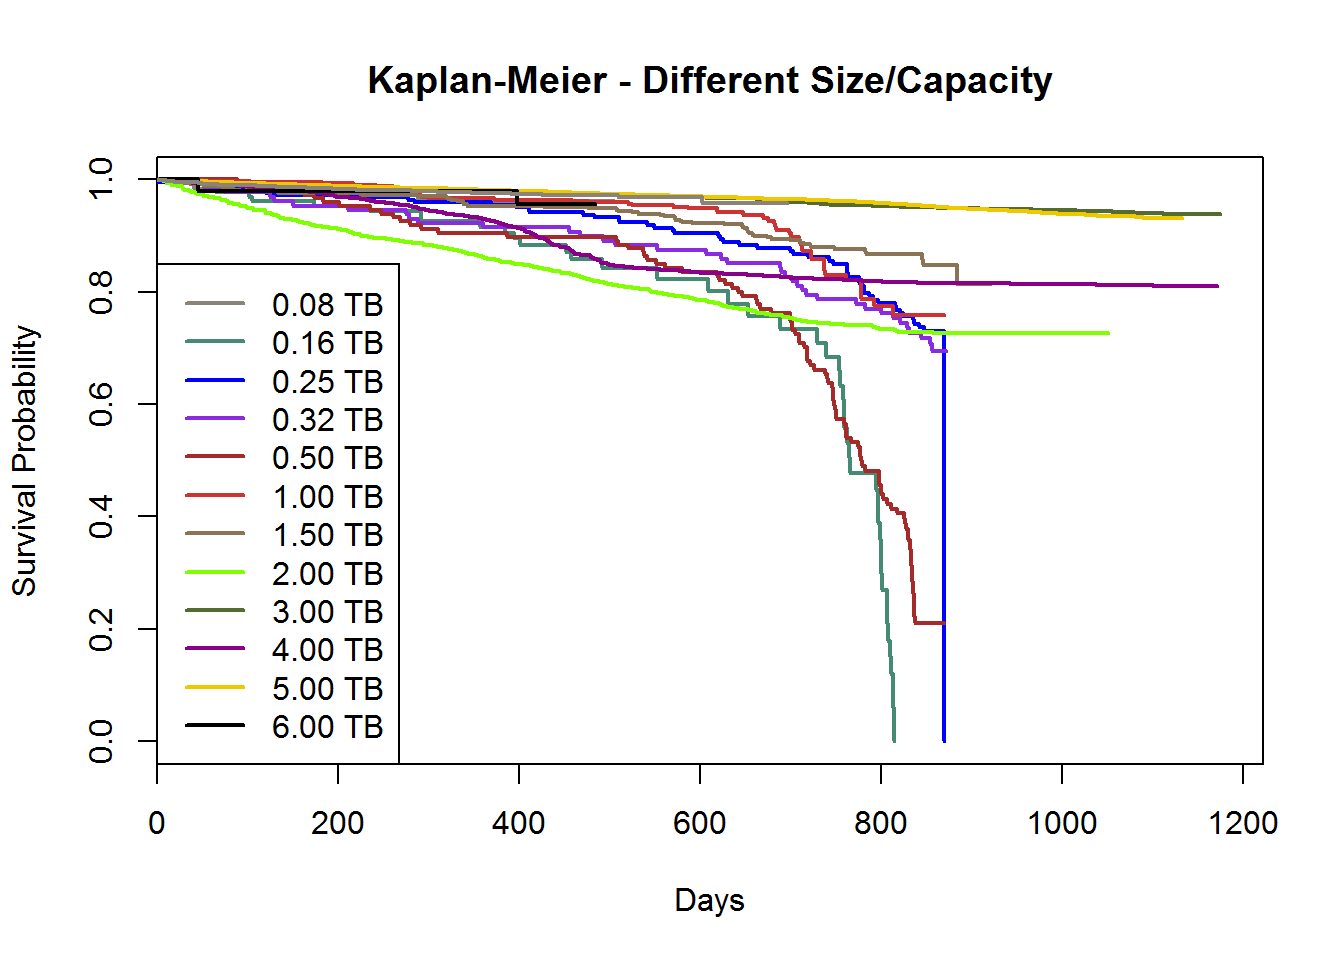 Kaplan-Meier - Different Size/Capacity
Survival Probability
1.0
0.8
0.6
0.4
0.2
0.0
0.08 TB
0.16 TB
0.25 TB
0.32 TB
0.50 TB
1.00 TB
1.50 TB
2.00 TB
3.00 TB
4.00 TB
5.00 TB
6.00 TB
0 200 400 600 800 1000 1200
Days